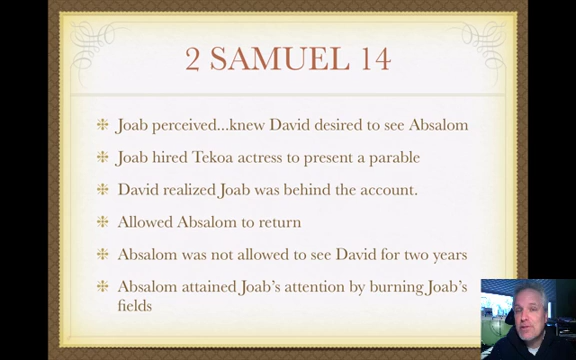 2 SAMUEL 14
Joab perceived...knew David desired to see Absalom
Joab hired Tekoa actress to present a parable
David realized Joab was behind the account.
Allowed Absalom to return
Absalom was not allowed to see David for two years
Absalom attained Joab's attention by burning Joab's
fields